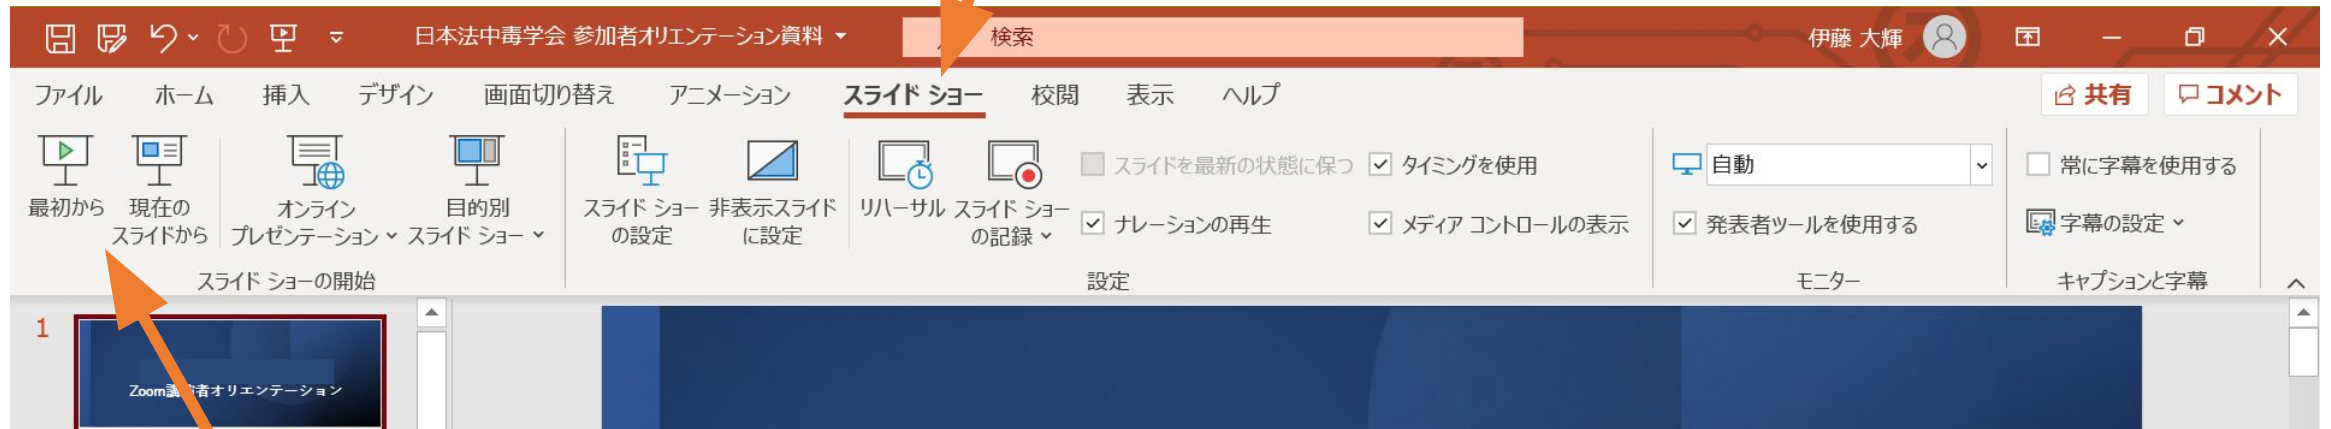 日本法中毒学会 参加者オリエンテーション資料
検索
伊藤 大輝
ファイル ホーム 挿入 デザイン 画面切り替え アニメーション スライド ショー 校閲 表示 ヘルプ
共有 コメント
最初から
現在の
スライドから
オンライン
プレゼンテーション
目的別
スライド ショー
スライド ショーの開始
スライド ショー
の設定
非表示スライド
に設定
リハーサル
スライド ショー
の記録
スライドを最新の状態に保つ
ナレーションの再生
タイミングを使用
メディア コントロールの表示
設定
自動
発表者ツールを使用する
モニター
常に字幕を使用する
字幕の設定
キャプションと字幕
1
Zoom 者オリエンテーション